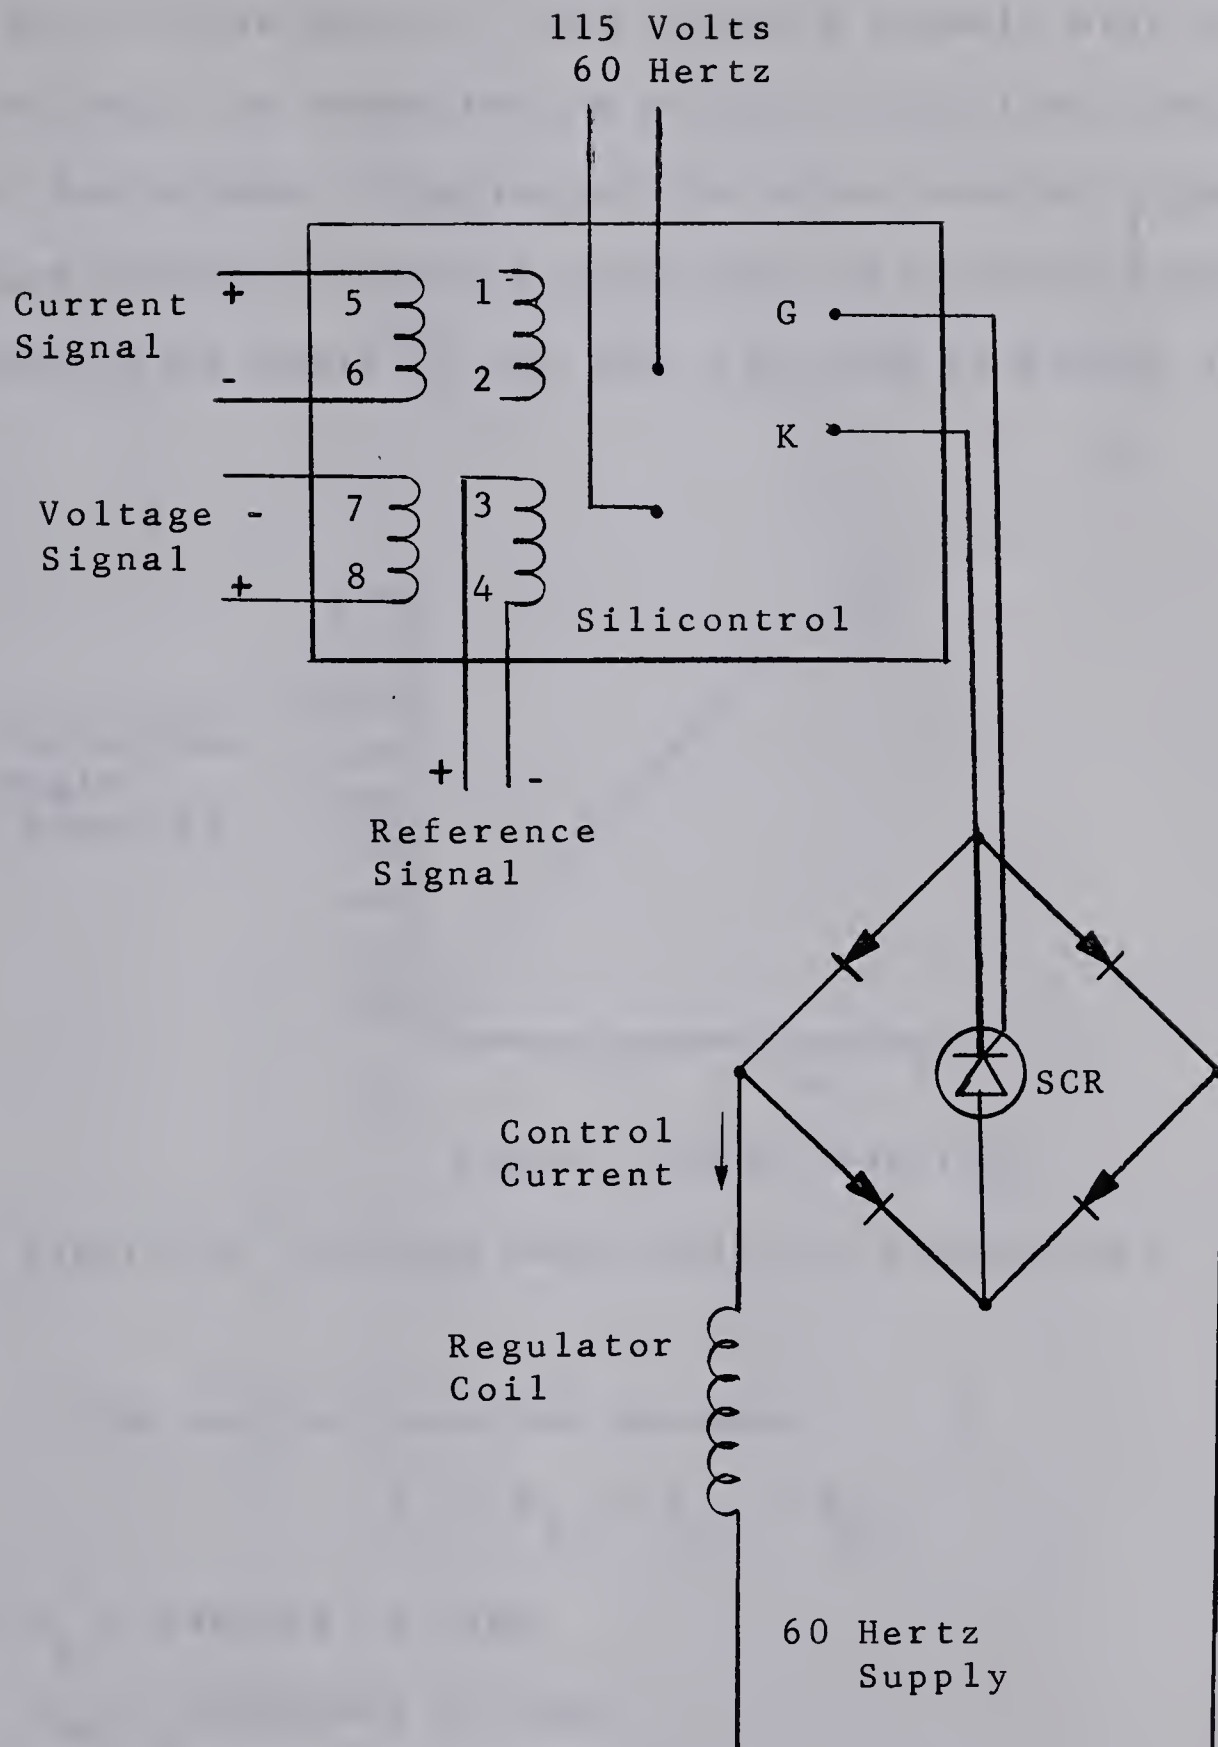 115 Volts
60 Hertz
Current
Signal
+
-
5
6
1
2
G
K
Voltage -
Signal
+
7
8
3
4
Silicontrol
+ -
Reference
Signal
SCR
Control
Current
Regulator
Coil
60 Hertz
Supply